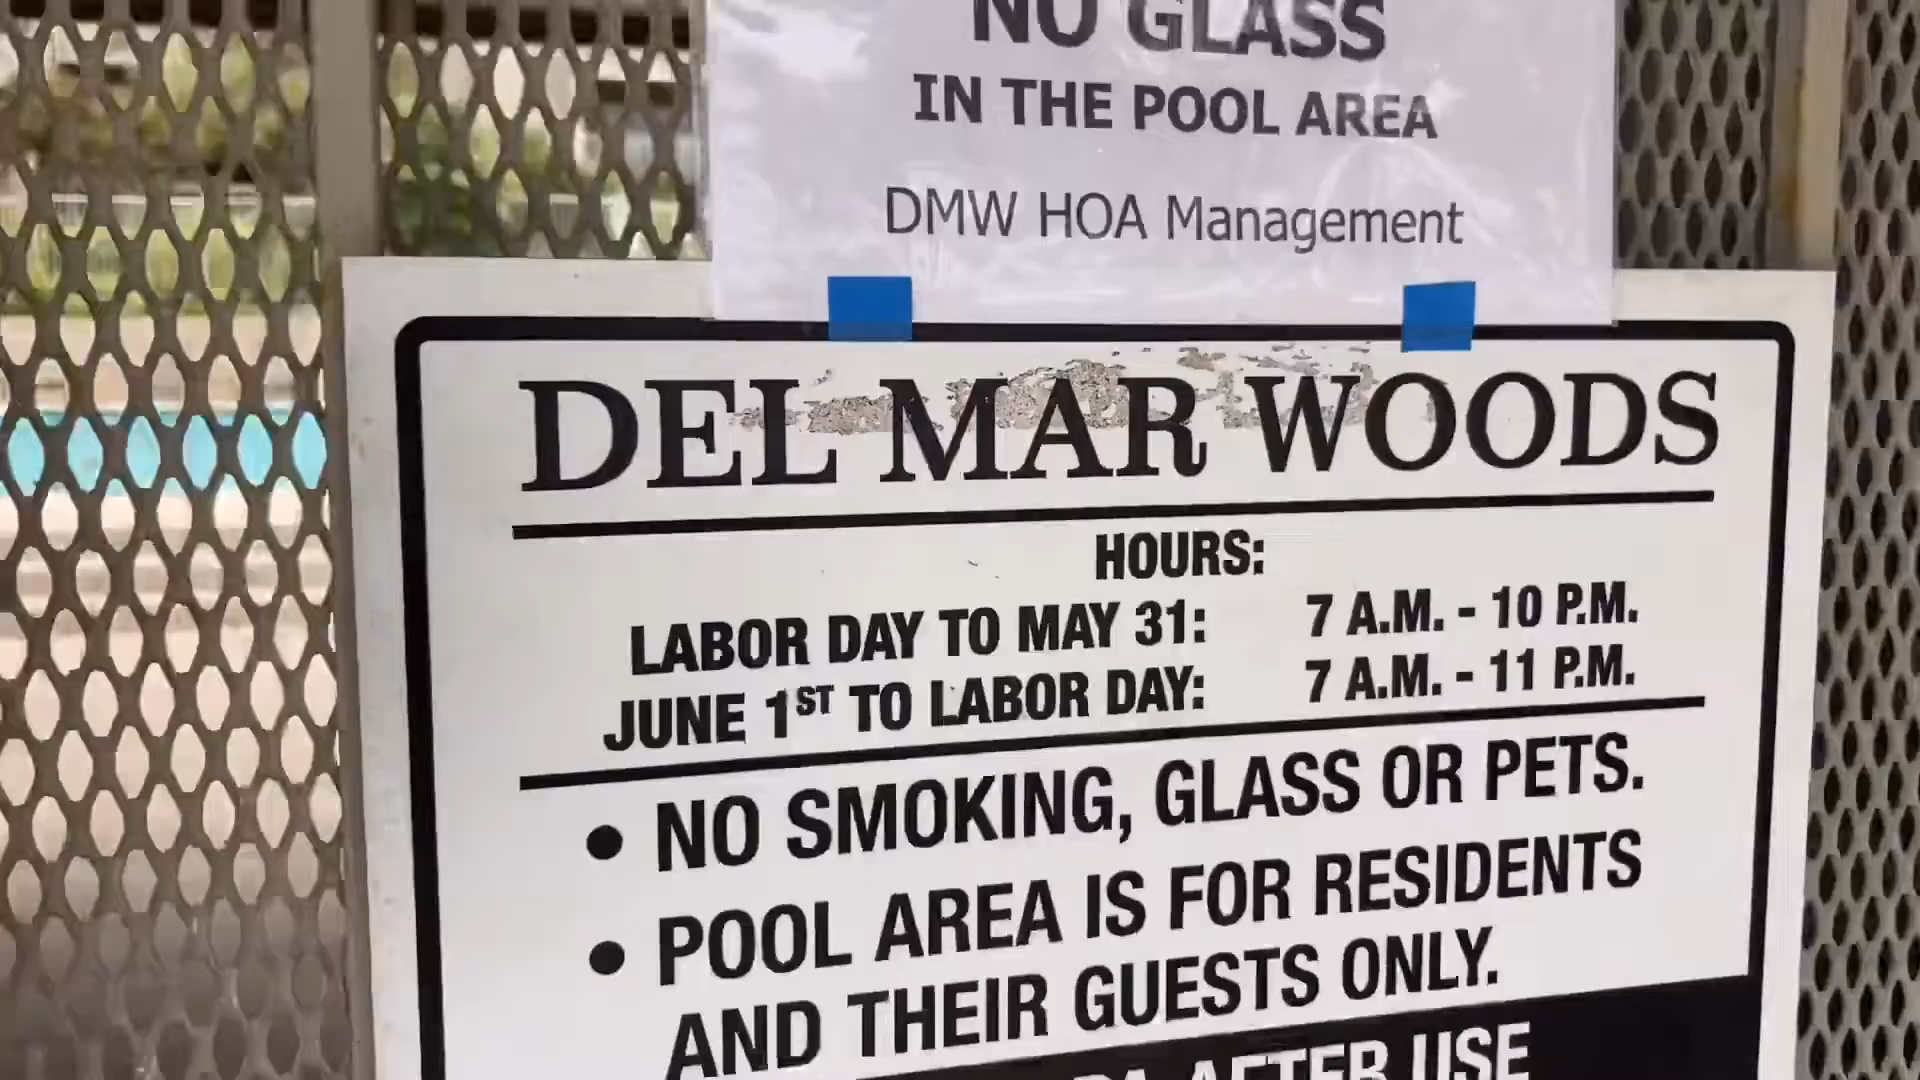 NO GLASS
IN THE POOL AREA
DMW HOA Management
DEL MAR WOODS
HOURS:
LABOR DAY TO MAY 31: 7 A.M. - 10 P.M.
JUNE 1ST TO LABOR DAY: 7 A.M. - 11 P.M.
• NO SMOKING, GLASS OR PETS.
• POOL AREA IS FOR RESIDENTS
AND THEIR GUESTS ONLY.
AFTER USE